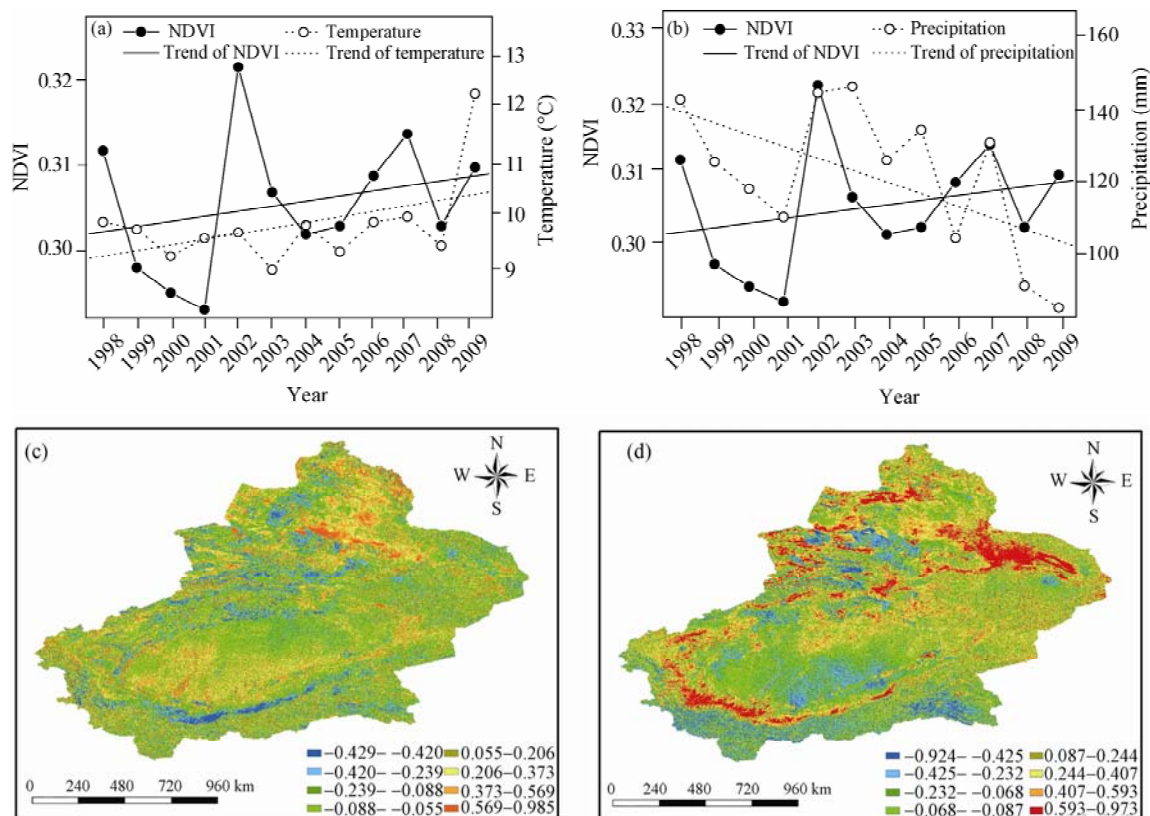 (a)
NDVI
Temperature
Trend of NDVI
Trend of temperature
0.32
0.31
0.30
NDVI
13
12
11
10
9
Temperature (°C)
1998
1999
2000
2001
2002
2003
2004
2005
2006
2007
2008
2009
Year
(b)
NDVI
Precipitation
Trend of NDVI
Trend of precipitation
0.33
0.32
0.31
0.30
NDVI
160
140
120
100
Precipitation (mm)
1998
1999
2000
2001
2002
2003
2004
2005
2006
2007
2008
2009
Year
(c)
N
W
E
S
−0.429– −0.420
0.055–0.206
−0.420– −0.239
0.206–0.373
−0.239– −0.088
0.373–0.569
−0.088– −0.055
0.569–0.985
0 240 480 720 960 km
(d)
N
W
E
S
−0.924– −0.425
0.087–0.244
−0.425– −0.232
0.244–0.407
−0.232– −0.068
0.407–0.593
−0.068– −0.087
0.593–0.973
0 240 480 720 960 km